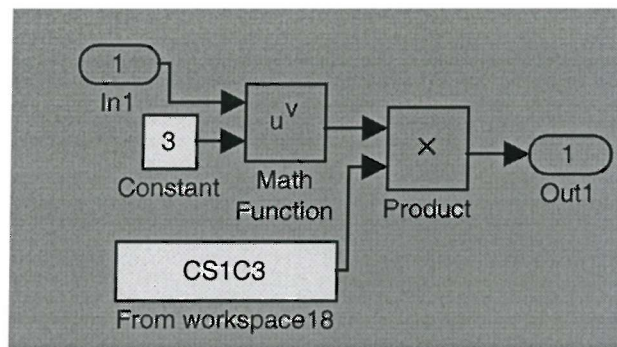 1
In1
3
Constant
u^v
Math
Function
×
Product
1
Out1
CS1C3
From workspace18